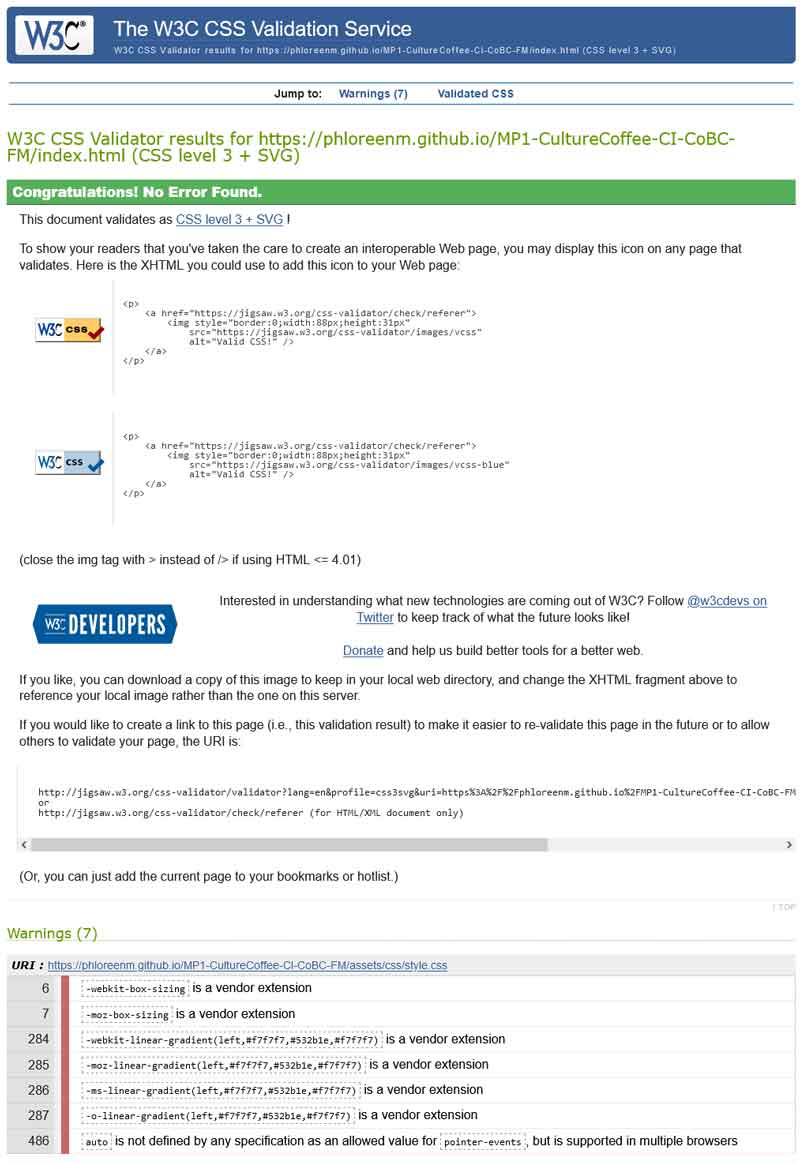 W3C®
The W3C CSS Validation Service
W3C CSS Validator results for https://phloreenm.github.io/MP1-CultureCoffee-CI-CoBC-FM/index.html (CSS level 3 + SVG)
Jump to: Warnings (7) Validated CSS
W3C CSS Validator results for https://phloreenm.github.io/MP1-CultureCoffee-CI-CoBC-
FM/index.html (CSS level 3 + SVG)
Congratulations! No Error Found.
This document validates as CSS level 3 + SVG !
To show your readers that you've taken the care to create an interoperable Web page, you may display this icon on any page that
validates. Here is the XHTML you could use to add this icon to your Web page:
W3C css
<p>
<a href="https://jigsaw.w3.org/css-validator/check/referer">
<img style="border:0;width:88px;height:31px"
src="https://jigsaw.w3.org/css-validator/images/vcss"
alt="Valid CSS!" />
</a>
</p>
W3C css
<p>
<a href="https://jigsaw.w3.org/css-validator/check/referer">
<img style="border:0;width:88px;height:31px"
src="https://jigsaw.w3.org/css-validator/images/vcss-blue"
alt="Valid CSS!" />
</a>
</p>
(close the img tag with > instead of /> if using HTML <= 4.01)
W3C DEVELOPERS
Interested in understanding what new technologies are coming out of W3C? Follow @w3cdevs on
Twitter to keep track of what the future looks like!
Donate and help us build better tools for a better web.
If you like, you can download a copy of this image to keep in your local web directory, and change the XHTML fragment above to
reference your local image rather than the one on this server.
If you would like to create a link to this page (i.e., this validation result) to make it easier to re-validate this page in the future or to allow
others to validate your page, the URI is:
http://jigsaw.w3.org/css-validator/validator?lang=en&profile=css3svg&uri=https%3A%2F%2Fphloreenm.github.io%2FMP1-CultureCoffee-CI-CoBC-FM
or
http://jigsaw.w3.org/css-validator/check/referer (for HTML/XML document only)
(Or, you can just add the current page to your bookmarks or hotlist.)
↑ TOP
Warnings (7)
URI : https://phloreenm.github.io/MP1-CultureCoffee-CI-CoBC-FM/assets/css/style.css
6 -webkit-box-sizing is a vendor extension
7 -moz-box-sizing is a vendor extension
284 -webkit-linear-gradient(left,#f7f7f7,#532b1e,#f7f7f7) is a vendor extension
285 -moz-linear-gradient(left,#f7f7f7,#532b1e,#f7f7f7) is a vendor extension
286 -ms-linear-gradient(left,#f7f7f7,#532b1e,#f7f7f7) is a vendor extension
287 -o-linear-gradient(left,#f7f7f7,#532b1e,#f7f7f7) is a vendor extension
486 auto is not defined by any specification as an allowed value for pointer-events , but is supported in multiple browsers